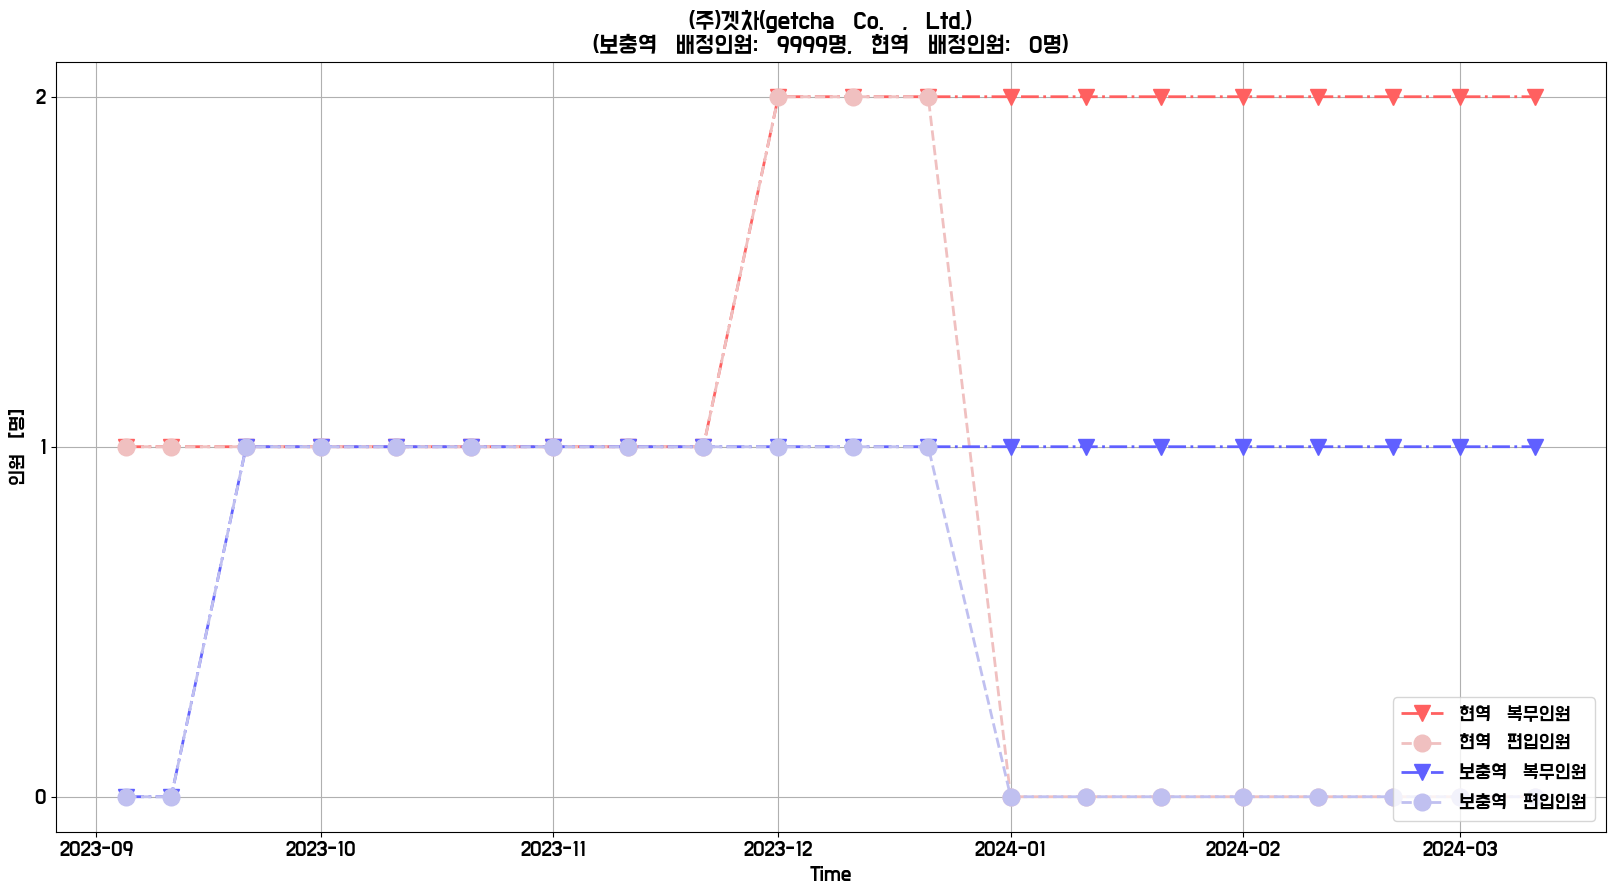 (주)겟차(getcha Co. , Ltd.)
(보충역 배정인원: 9999명, 현역 배정인원: 0명)
인원 [명]
2
1
0
2023-09 2023-10 2023-11 2023-12 2024-01 2024-02 2024-03
Time
현역 복무인원
현역 편입인원
보충역 복무인원
보충역 편입인원